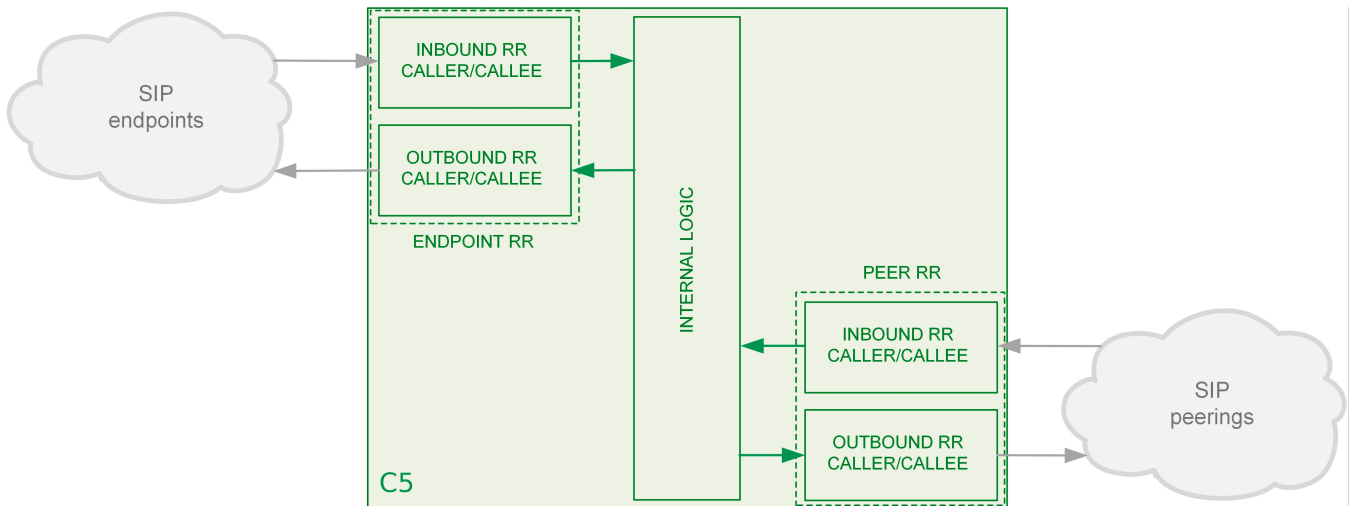 SIP
endpoints
INBOUND RR
CALLER/CALLEE
OUTBOUND RR
CALLER/CALLEE
ENDPOINT RR
INTERNAL LOGIC
PEER RR
INBOUND RR
CALLER/CALLEE
OUTBOUND RR
CALLER/CALLEE
SIP
peerings
C5